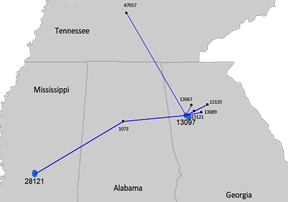 47037
Tennessee
Mississippi
13067
13135
13089
13121
13097
1073
28121
Alabama
Georgia